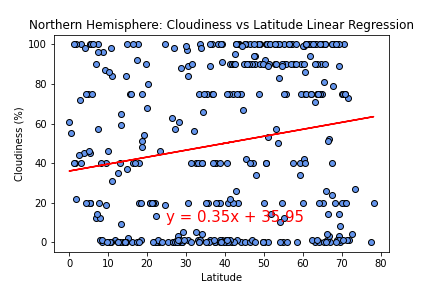 Northern Hemisphere: Cloudiness vs Latitude Linear Regression
100
80
60
40
20
0
Cloudiness (%)
y = 0.35x + 35.95
0 10 20 30 40 50 60 70 80
Latitude